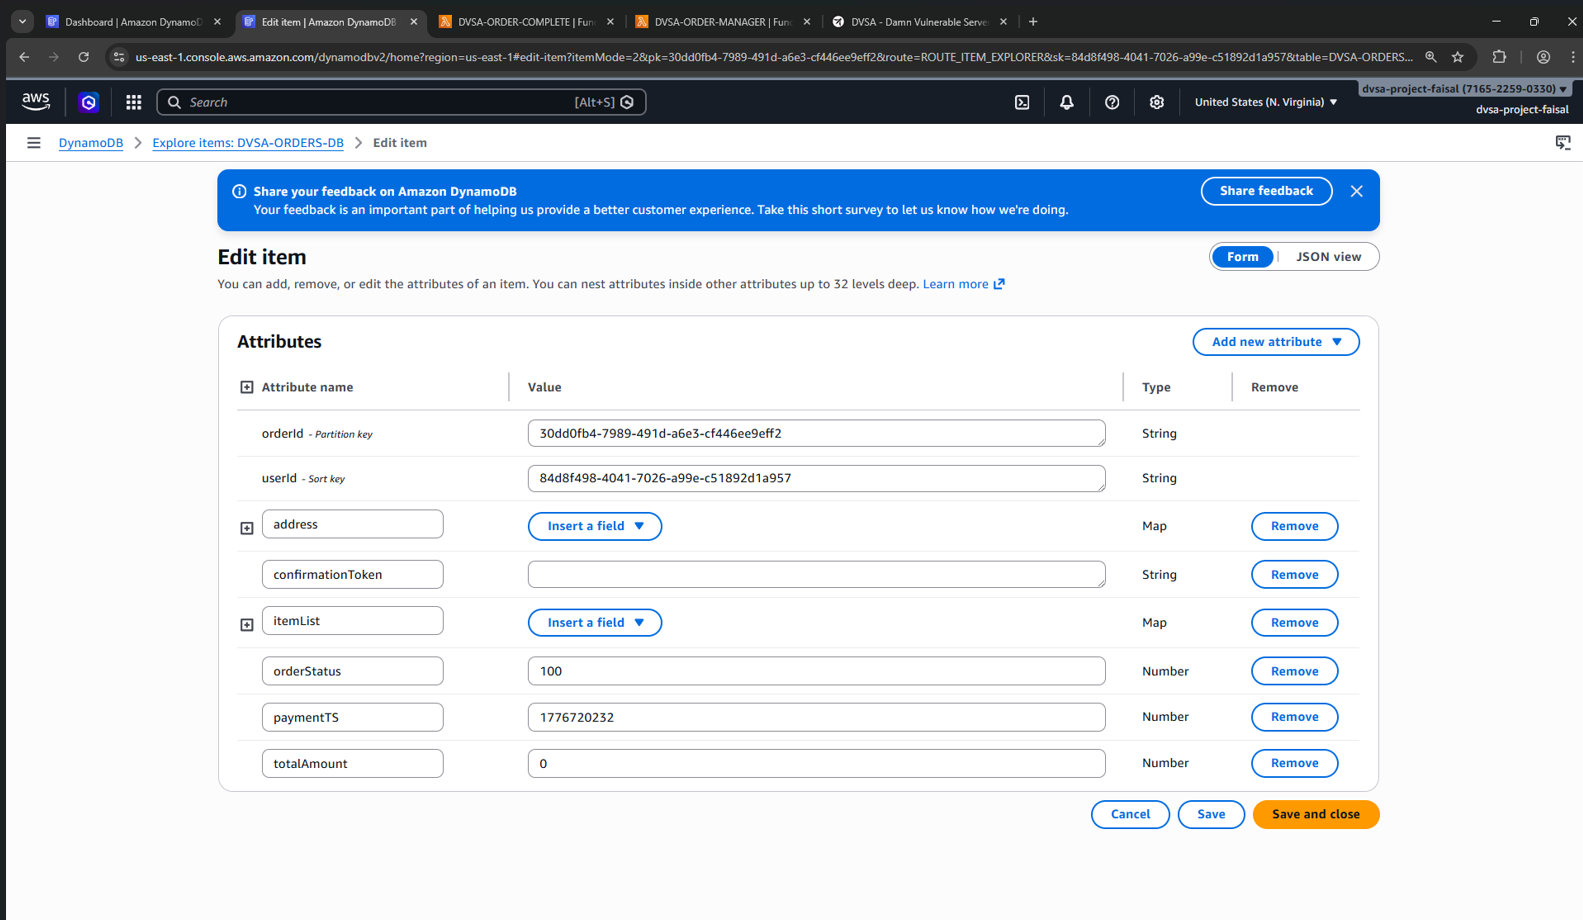 Dashboard | Amazon DynamoD
Edit item | Amazon DynamoDB
DVSA-ORDER-COMPLETE | Fun
DVSA-ORDER-MANAGER | Fun
DVSA - Damn Vulnerable Serve
us-east-1.console.aws.amazon.com/dynamodbv2/home?region=us-east-1#edit-item?itemMode=2&pk=30dd0fb4-7989-491d-a6e3-cf446ee9eff2&route=ROUTE_ITEM_EXPLORER&sk=84d8f498-4041-7026-a99e-c51892d1a957&table=DVSA-ORDERS...
aws
Search
[Alt+S]
United States (N. Virginia)
dvsa-project-faisal (7165-2259-0330)
dvsa-project-faisal
DynamoDB
Explore items: DVSA-ORDERS-DB
Edit item
Share your feedback on Amazon DynamoDB
Your feedback is an important part of helping us provide a better customer experience. Take this short survey to let us know how we're doing.
Share feedback
Edit item
You can add, remove, or edit the attributes of an item. You can nest attributes inside other attributes up to 32 levels deep. Learn more
Form
JSON view
Attributes
Add new attribute
Attribute name Value Type Remove
orderId - Partition key 30dd0fb4-7989-491d-a6e3-cf446ee9eff2 String
userId - Sort key 84d8f498-4041-7026-a99e-c51892d1a957 String
address Insert a field Map Remove
confirmationToken String Remove
itemList Insert a field Map Remove
orderStatus 100 Number Remove
paymentTS 1776720232 Number Remove
totalAmount 0 Number Remove
Cancel
Save
Save and close